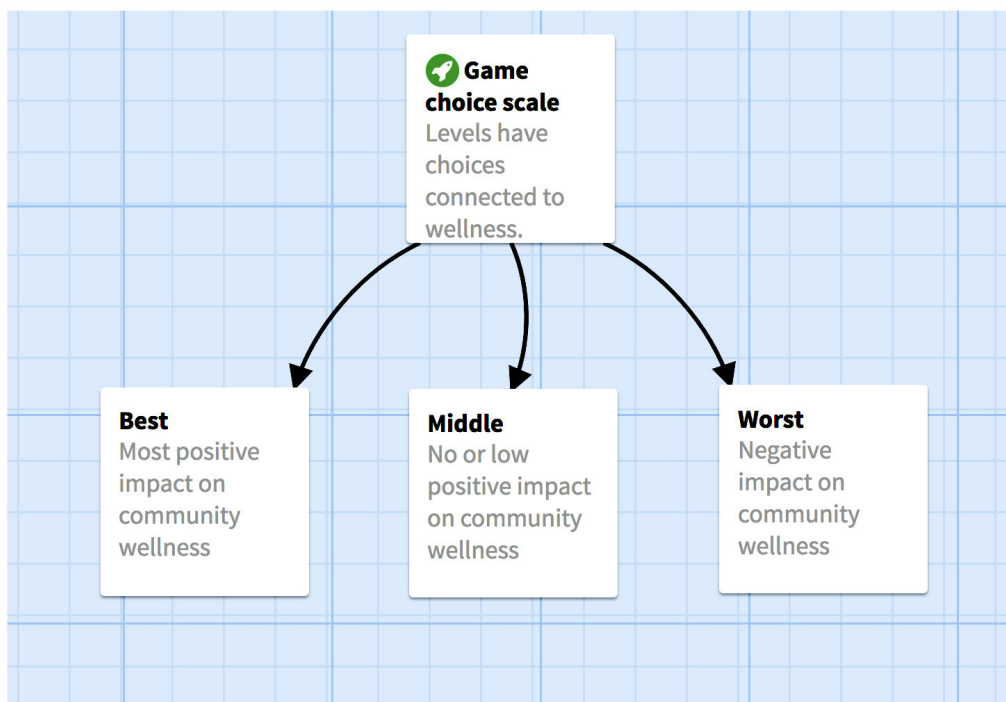 Game
choice scale
Levels have
choices
connected to
wellness.
Best
Most positive
impact on
community
wellness
Middle
No or low
positive impact
on community
wellness
Worst
Negative
impact on
community
wellness